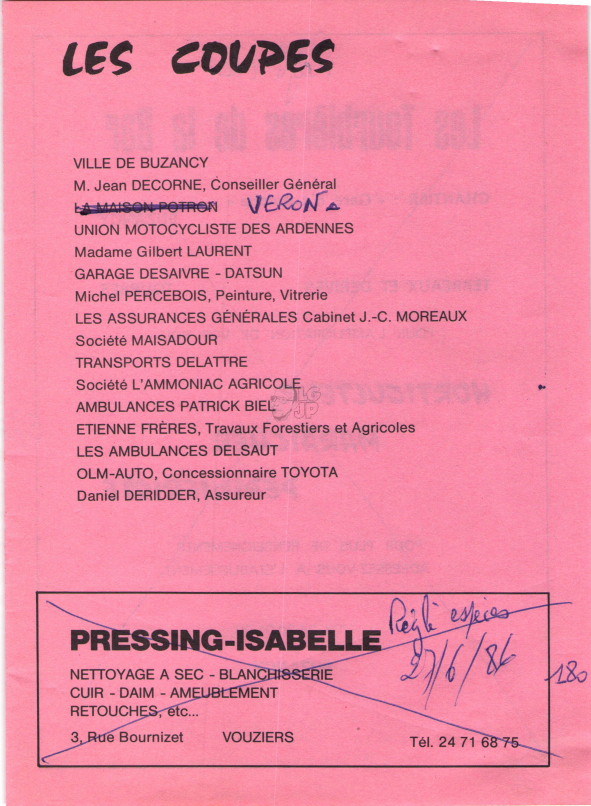 LES COUPES
VILLE DE BUZANCY
M. Jean DECORNE, Conseiller Général
LA MAISON POTRON VERONA
UNION MOTOCYCLISTE DES ARDENNES
Madame Gilbert LAURENT
GARAGE DESAIVRE - DATSUN
Michel PERCEBOIS, Peinture, Vitrerie
LES ASSURANCES GÉNÉRALES Cabinet J.-C. MOREAUX
Société MAISADOUR
TRANSPORTS DELATTRE
Société L'AMMONIAC AGRICOLE
AMBULANCES PATRICK BIEL
ETIENNE FRÈRES, Travaux Forestiers et Agricoles
LES AMBULANCES DELSAUT
OLM-AUTO, Concessionnaire TOYOTA
Daniel DERIDDER, Assureur
Réglé espèces
27/6/86
180
PRESSING-ISABELLE
NETTOYAGE A SEC - BLANCHISSERIE
CUIR - DAIM - AMEUBLEMENT
RETOUCHES, etc...
3, Rue Bournizet VOUZIERS Tél. 24 71 68 75